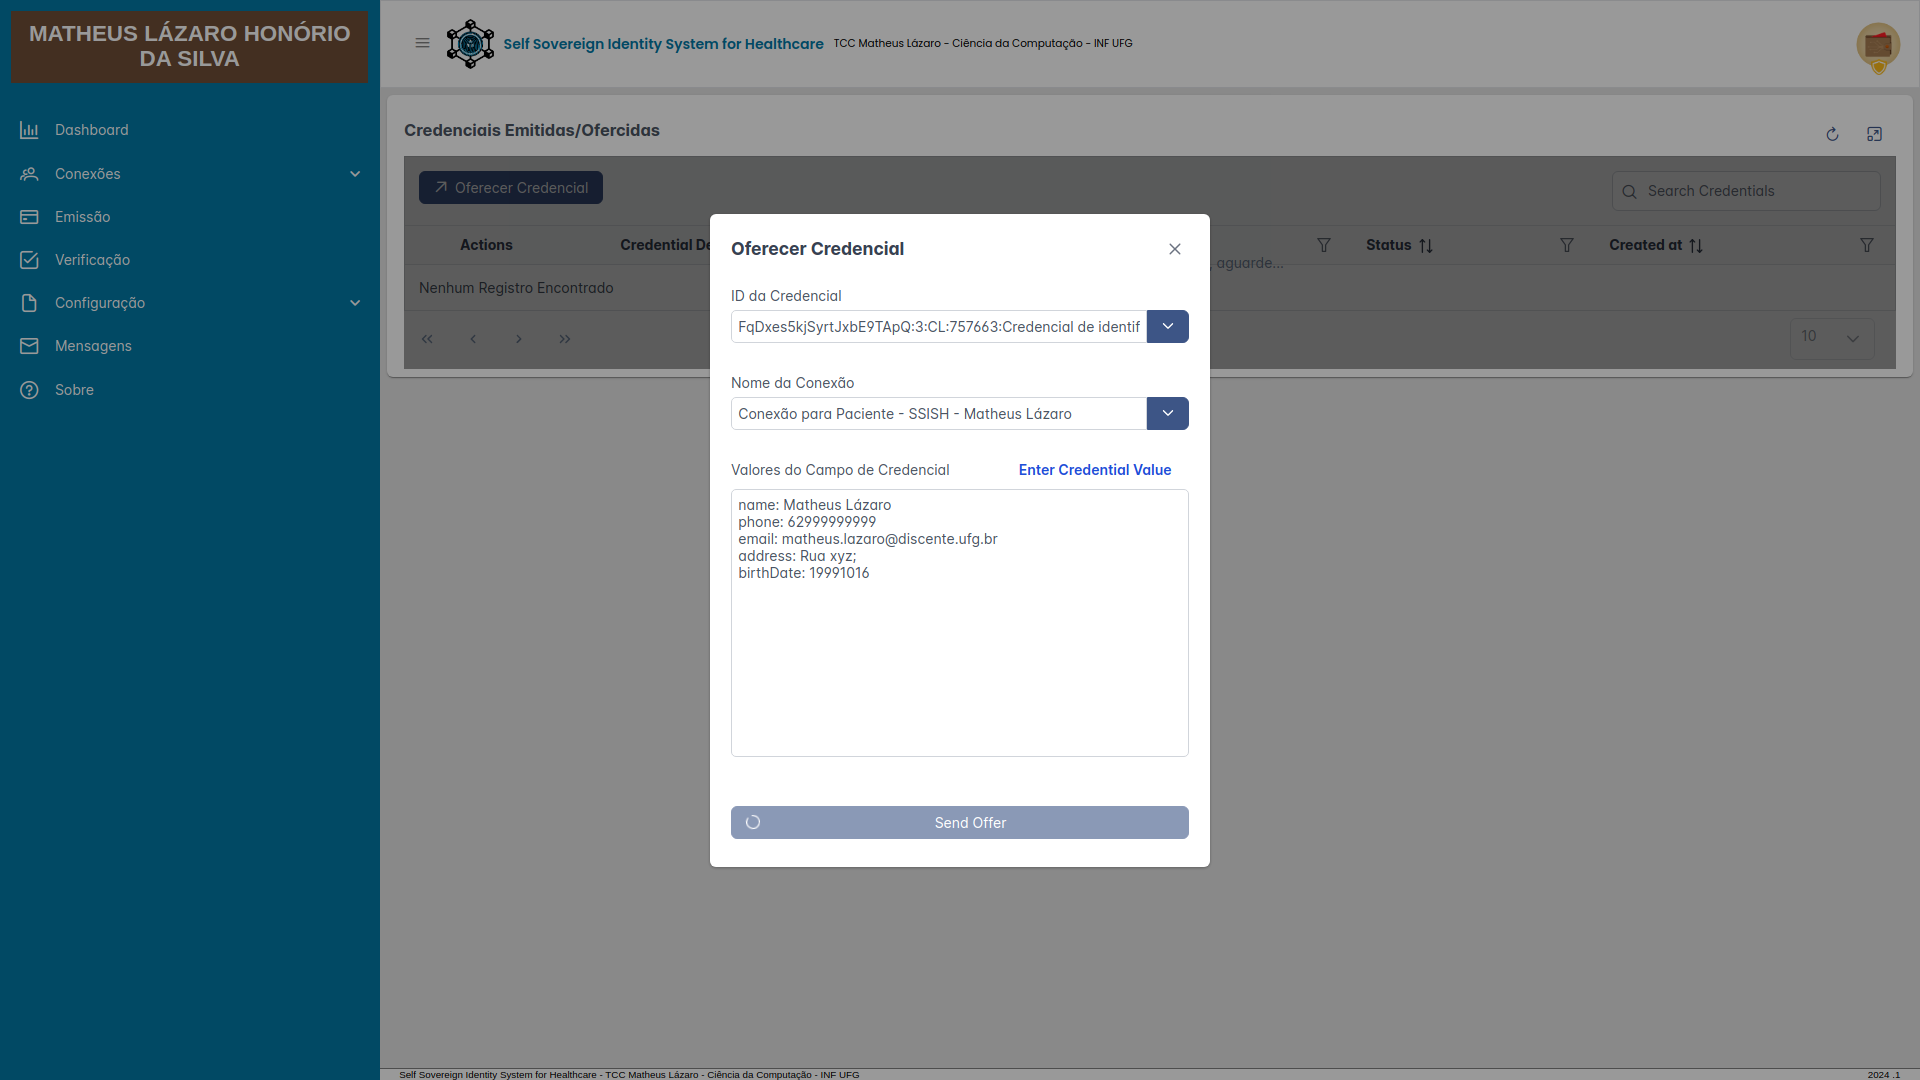 MATHEUS LÁZARO HONÓRIO
DA SILVA
Dashboard
Conexões
Emissão
Verificação
Configuração
Mensagens
Sobre
Self Sovereign Identity System for Healthcare TCC Matheus Lázaro - Ciência da Computação - INF UFG
Credenciais Emitidas/Ofercidas
Oferecer Credencial
Search Credentials
Actions Credential De Status Created at
, aguarde...
Nenhum Registro Encontrado
10
Oferecer Credencial
ID da Credencial
FqDxes5kjSyrtJxbE9TApQ:3:CL:757663:Credencial de identif
Nome da Conexão
Conexão para Paciente - SSISH - Matheus Lázaro
Valores do Campo de Credencial Enter Credential Value
name: Matheus Lázaro
phone: 62999999999
email: matheus.lazaro@discente.ufg.br
address: Rua xyz;
birthDate: 19991016
Send Offer
Self Sovereign Identity System for Healthcare - TCC Matheus Lázaro - Ciência da Computação - INF UFG
2024 .1